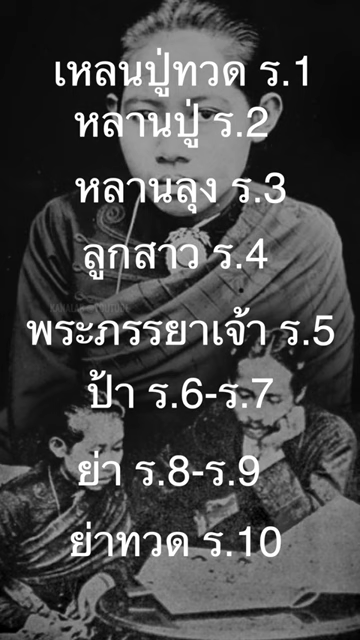 เหลนปู่ทวด ร.1
หลานปู่ ร.2
หลานลุง ร.3
ลูกสาว ร.4
พระภรรยาเจ้า ร.5
ป้า ร.6-ร.7
ย่า ร.8-ร.9
ย่าทวด ร.10